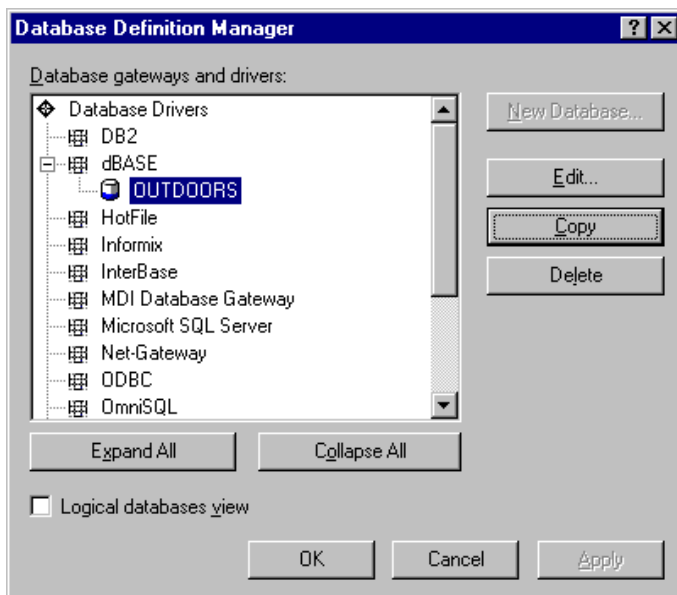 Database Definition Manager
Database gateways and drivers:
Database Drivers
DB2
dBASE
OUTDOORS
HotFile
Informix
InterBase
MDI Database Gateway
Microsoft SQL Server
Net-Gateway
ODBC
OmniSQL
New Database...
Edit...
Copy
Delete
Expand All
Collapse All
Logical databases view
OK
Cancel
Apply